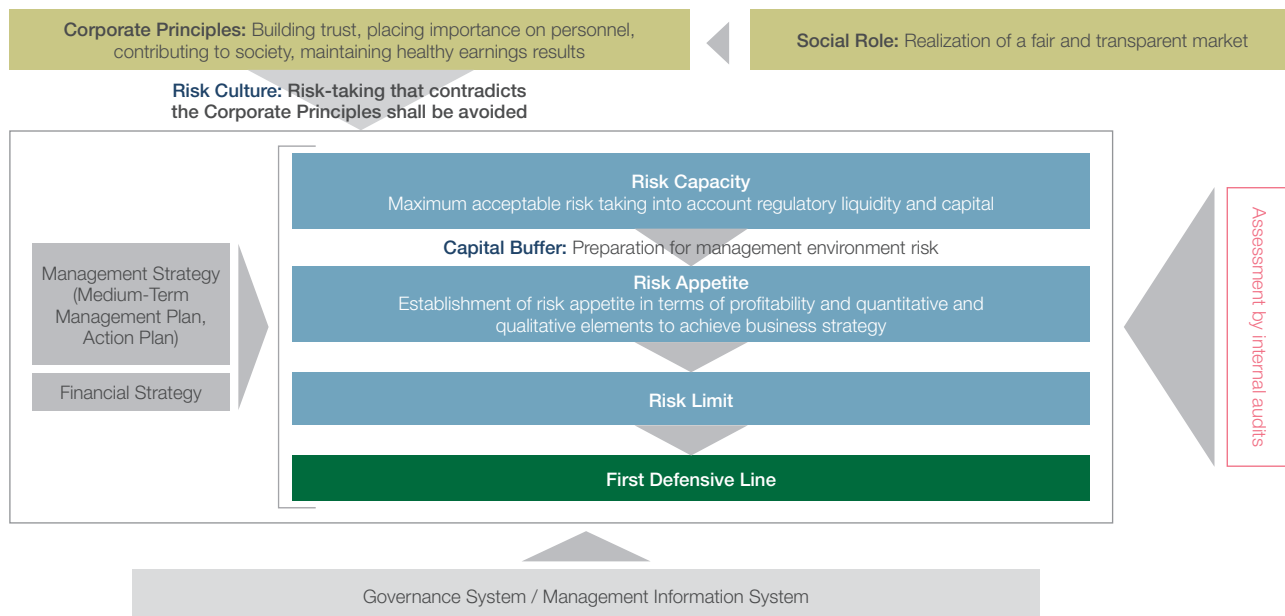 Corporate Principles: Building trust, placing importance on personnel,
contributing to society, maintaining healthy earnings results
Social Role: Realization of a fair and transparent market
Risk Culture: Risk-taking that contradicts
the Corporate Principles shall be avoided
Management Strategy
(Medium-Term
Management Plan,
Action Plan)
Financial Strategy
Risk Capacity
Maximum acceptable risk taking into account regulatory liquidity and capital
Capital Buffer: Preparation for management environment risk
Risk Appetite
Establishment of risk appetite in terms of profitability and quantitative and
qualitative elements to achieve business strategy
Risk Limit
First Defensive Line
Assessment by internal audits
Governance System / Management Information System